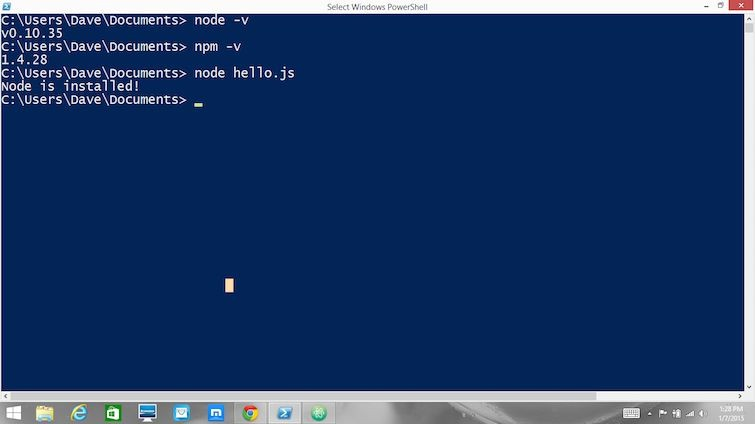 Select Windows PowerShell
C:\Users\Dave\Documents> node -v
v0.10.35
C:\Users\Dave\Documents> npm -v
1.4.28
C:\Users\Dave\Documents> node hello.js
Node is installed!
C:\Users\Dave\Documents>
1:28 PM
1/7/2015